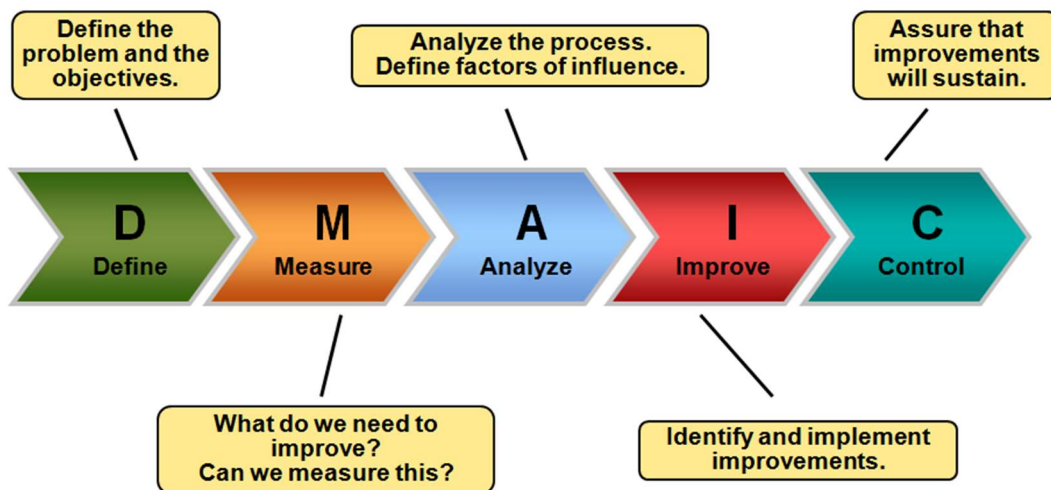 Define the
problem and the
objectives.
Analyze the process.
Define factors of influence.
Assure that
improvements
will sustain.
D
Define
M
Measure
A
Analyze
I
Improve
C
Control
What do we need to
improve?
Can we measure this?
Identify and implement
improvements.